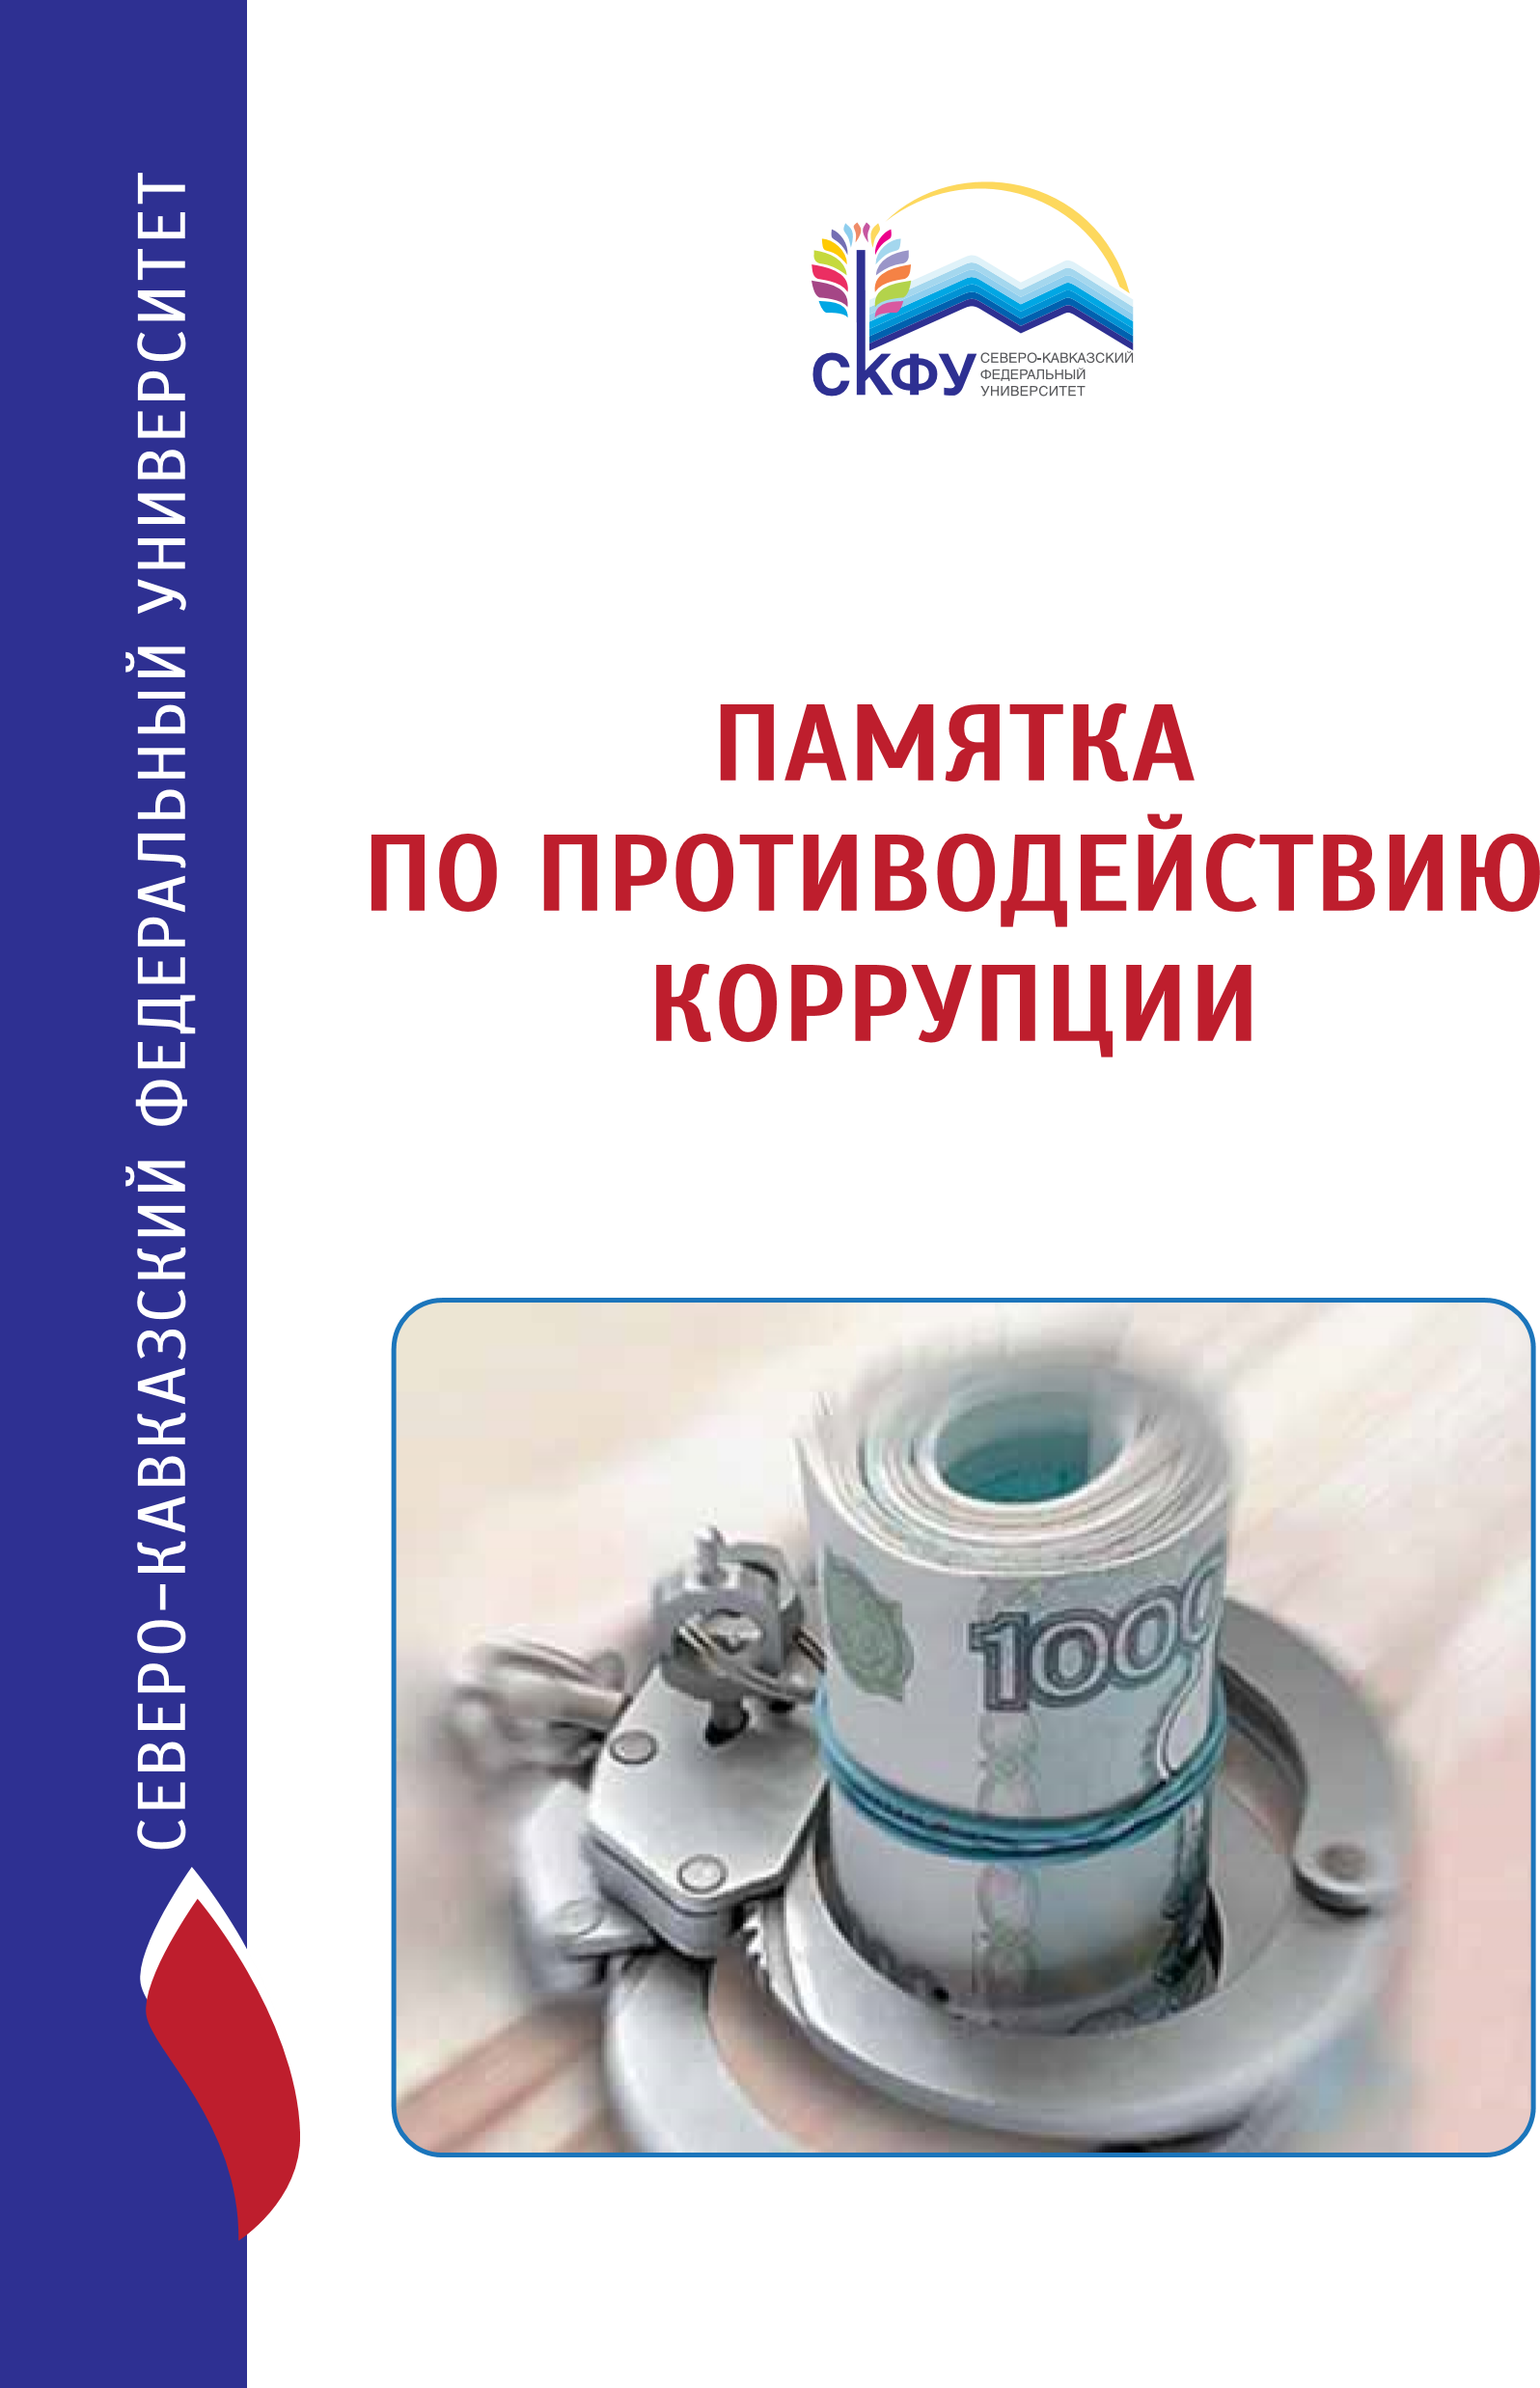 СЕВЕРО-КАВКАЗСКИЙ ФЕДЕРАЛЬНЫЙ УНИВЕРСИТЕТ
СКФУ
СЕВЕРО-КАВКАЗСКИЙ
ФЕДЕРАЛЬНЫЙ
УНИВЕРСИТЕТ
ПАМЯТКА
ПО ПРОТИВОДЕЙСТВИЮ
КОРРУПЦИИ
1000